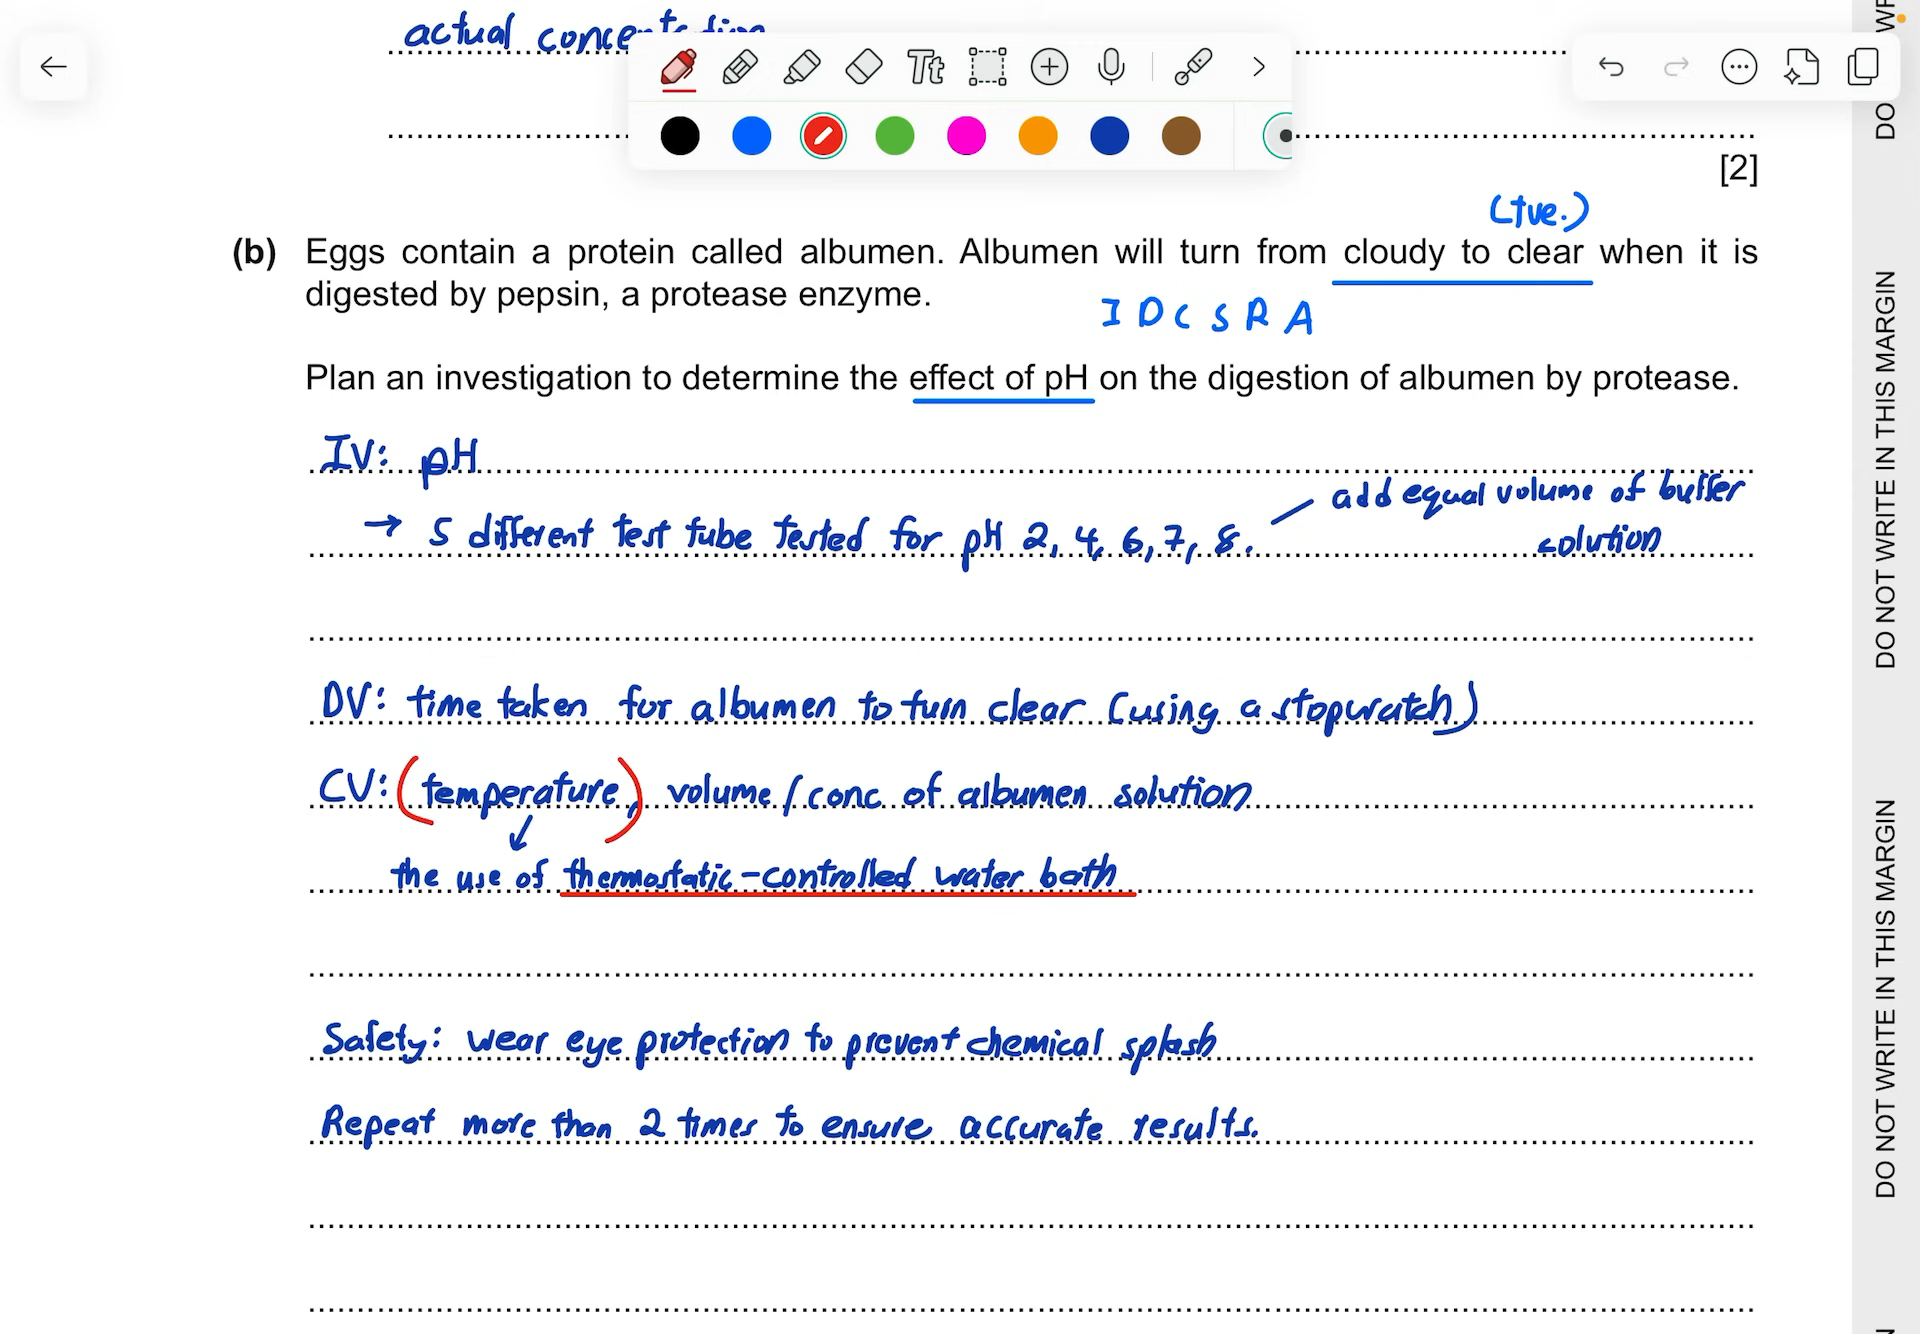 actual concentration
[2]
(+ve.)
(b) Eggs contain a protein called albumen. Albumen will turn from cloudy to clear when it is
digested by pepsin, a protease enzyme.
I D C S R A
Plan an investigation to determine the effect of pH on the digestion of albumen by protease.
IV: pH
→ 5 different test tube tested for pH 2, 4, 6, 7, 8.
add equal volume of buffer
solution
DV: time taken for albumen to turn clear (using a stopwatch)
CV: (temperature), volume / conc. of albumen solution
the use of thermostatic-controlled water bath
Safety: wear eye protection to prevent chemical splash
Repeat more than 2 times to ensure accurate results.
Tt
DO NOT WRITE IN THIS MARGIN
DO NOT WRITE IN THIS MARGIN